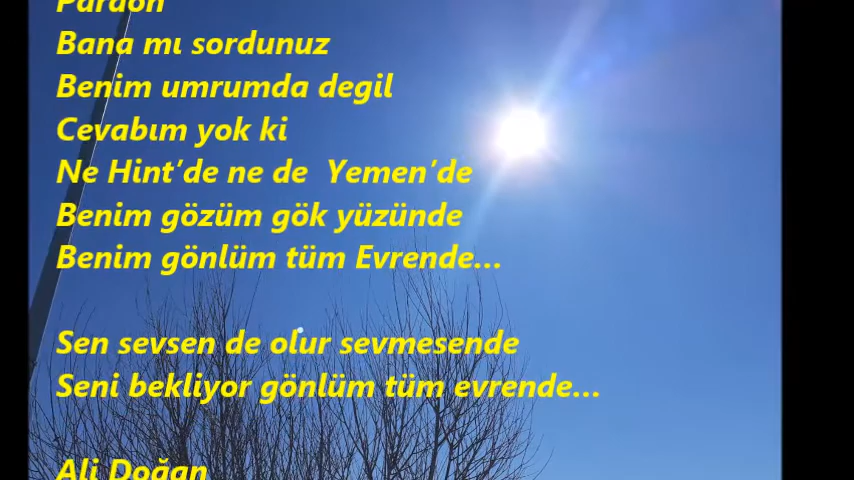 Pardon
Bana mı sordunuz
Benim umrumda degil
Cevabım yok ki
Ne Hint'de ne de Yemen'de
Benim gözüm gök yüzünde
Benim gönlüm tüm Evrende...
Sen sevsen de olur sevmesende
Seni bekliyor gönlüm tüm evrende...
Ali Doğan